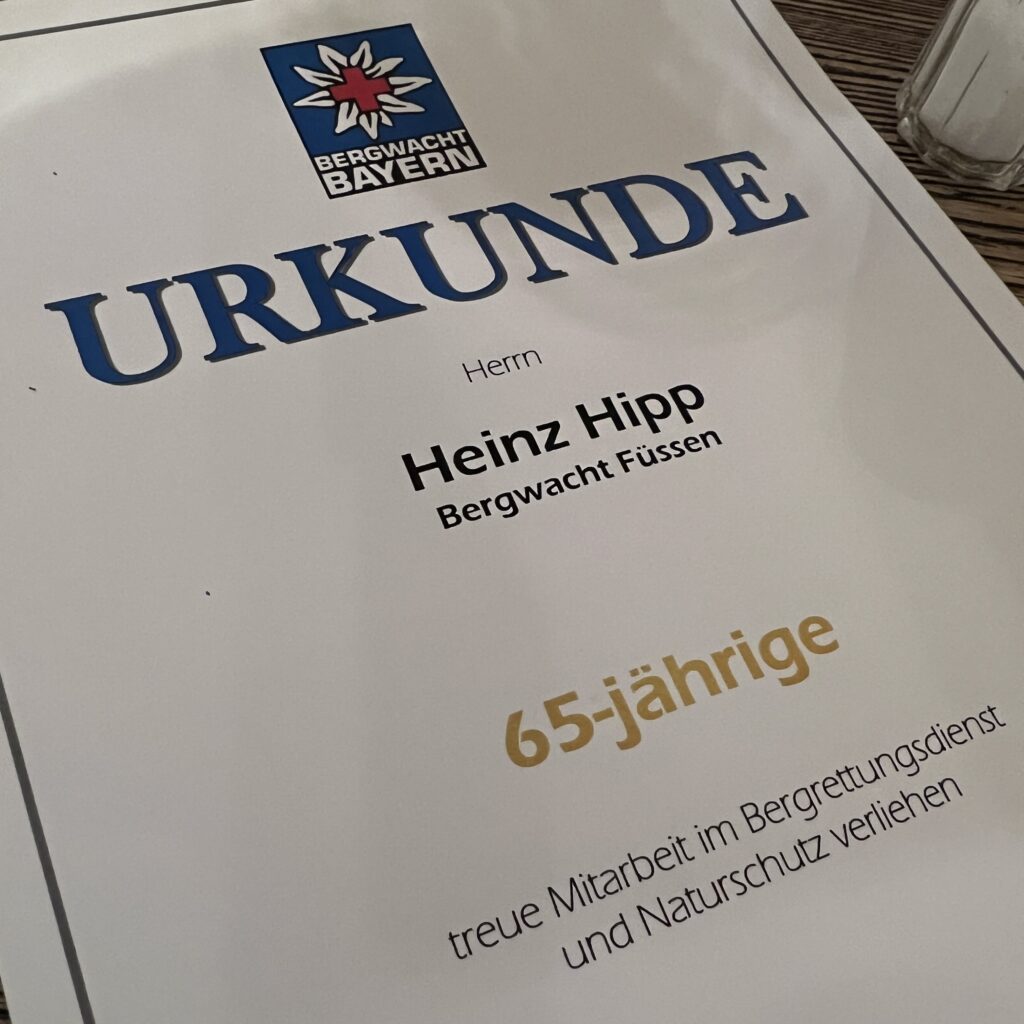 BERGWACHT
BAYERN
URKUNDE
Herrn
Heinz Hipp
Bergwacht Füssen
65-jährige
treue Mitarbeit im Bergrettungsdienst
und Naturschutz verliehen